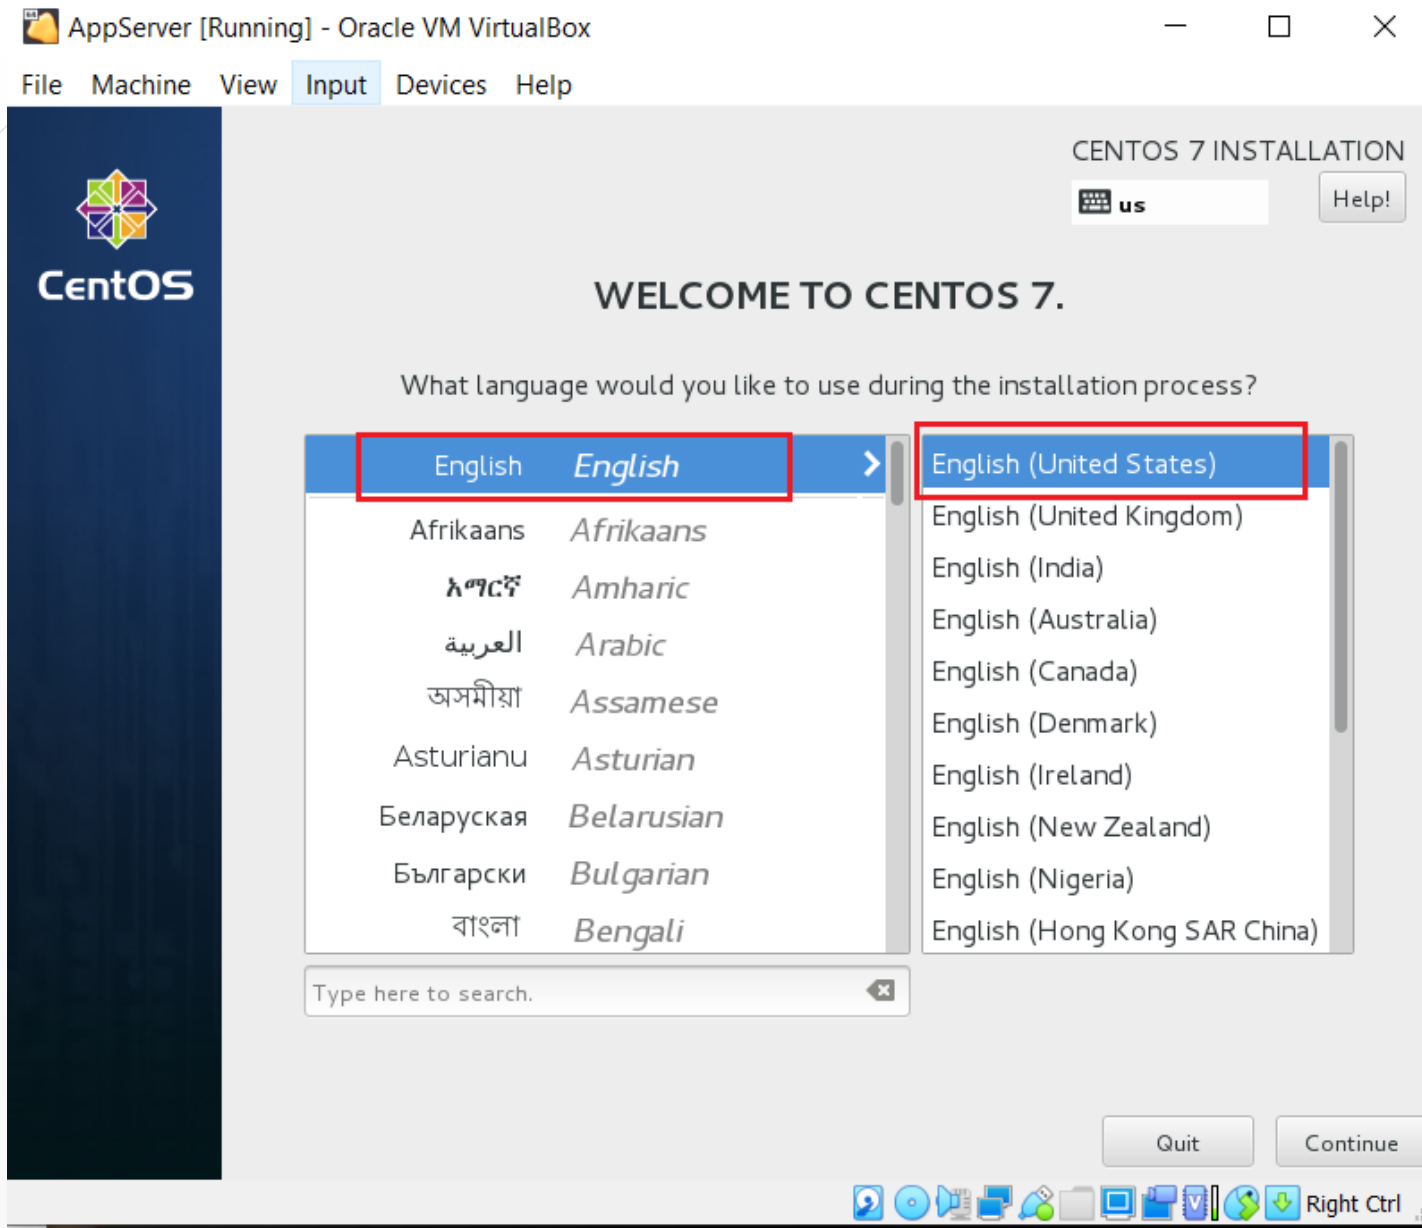 AppServer [Running] - Oracle VM VirtualBox
File Machine View Input Devices Help
CentOS
CENTOS 7 INSTALLATION
us
Help!
WELCOME TO CENTOS 7.
What language would you like to use during the installation process?
English English
Afrikaans Afrikaans
አማርኛ Amharic
العربية Arabic
অসমীয়া Assamese
Asturianu Asturian
Беларуская Belarusian
Български Bulgarian
বাংলা Bengali
English (United States)
English (United Kingdom)
English (India)
English (Australia)
English (Canada)
English (Denmark)
English (Ireland)
English (New Zealand)
English (Nigeria)
English (Hong Kong SAR China)
Type here to search.
Quit Continue
Right Ctrl